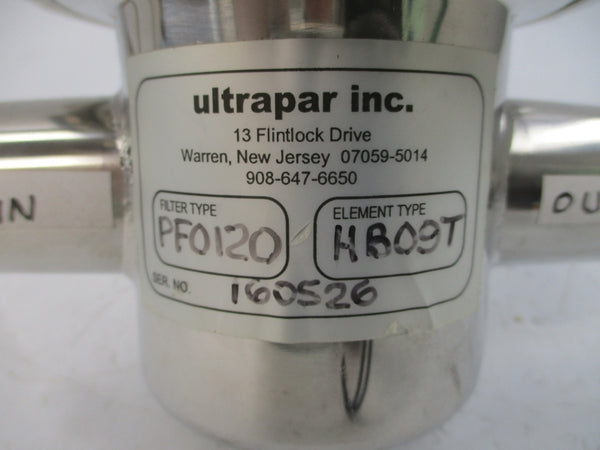 ultrapar inc.
13 Flintlock Drive
Warren, New Jersey 07059-5014
908-647-6650
IN
FILTER TYPE
PF0120
ELEMENT TYPE
HB09T
OU
SER. NO. 160526